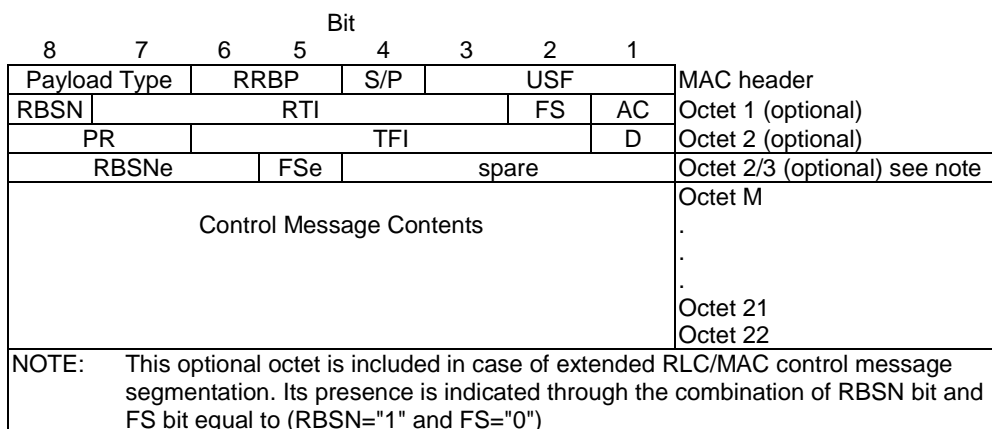 Bit
8 7 6 5 4 3 2 1
Payload Type RRBP S/P USF MAC header
RBSN RTI FS AC Octet 1 (optional)
PR TFI D Octet 2 (optional)
RBSNe FSe spare Octet 2/3 (optional) see note
Octet M
Control Message Contents .
.
.
Octet 21
Octet 22
NOTE: This optional octet is included in case of extended RLC/MAC control message
segmentation. Its presence is indicated through the combination of RBSN bit and
FS bit equal to (RBSN="1" and FS="0")